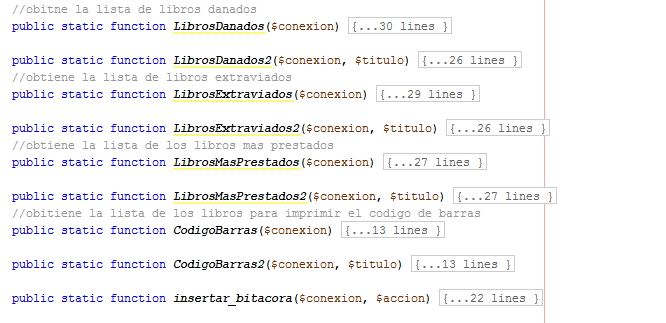 //obitne la lista de libros danados
public static function LibrosDanados($conexion) {...30 lines }
public static function LibrosDanados2($conexion, $titulo) {...26 lines }
//obtiene la lista de libros extraviados
public static function LibrosExtraviados($conexion) {...29 lines }
public static function LibrosExtraviados2($conexion, $titulo) {...26 lines }
//obtiene la lista de los libros mas prestados
public static function LibrosMasPrestados($conexion) {...27 lines }
public static function LibrosMasPrestados2($conexion, $titulo) {...27 lines }
//obitiene la lista de los libros para imprimir el codigo de barras
public static function CodigoBarras($conexion) {...13 lines }
public static function CodigoBarras2($conexion, $titulo) {...13 lines }
public static function insertar_bitacora($conexion, $accion) {...22 lines }